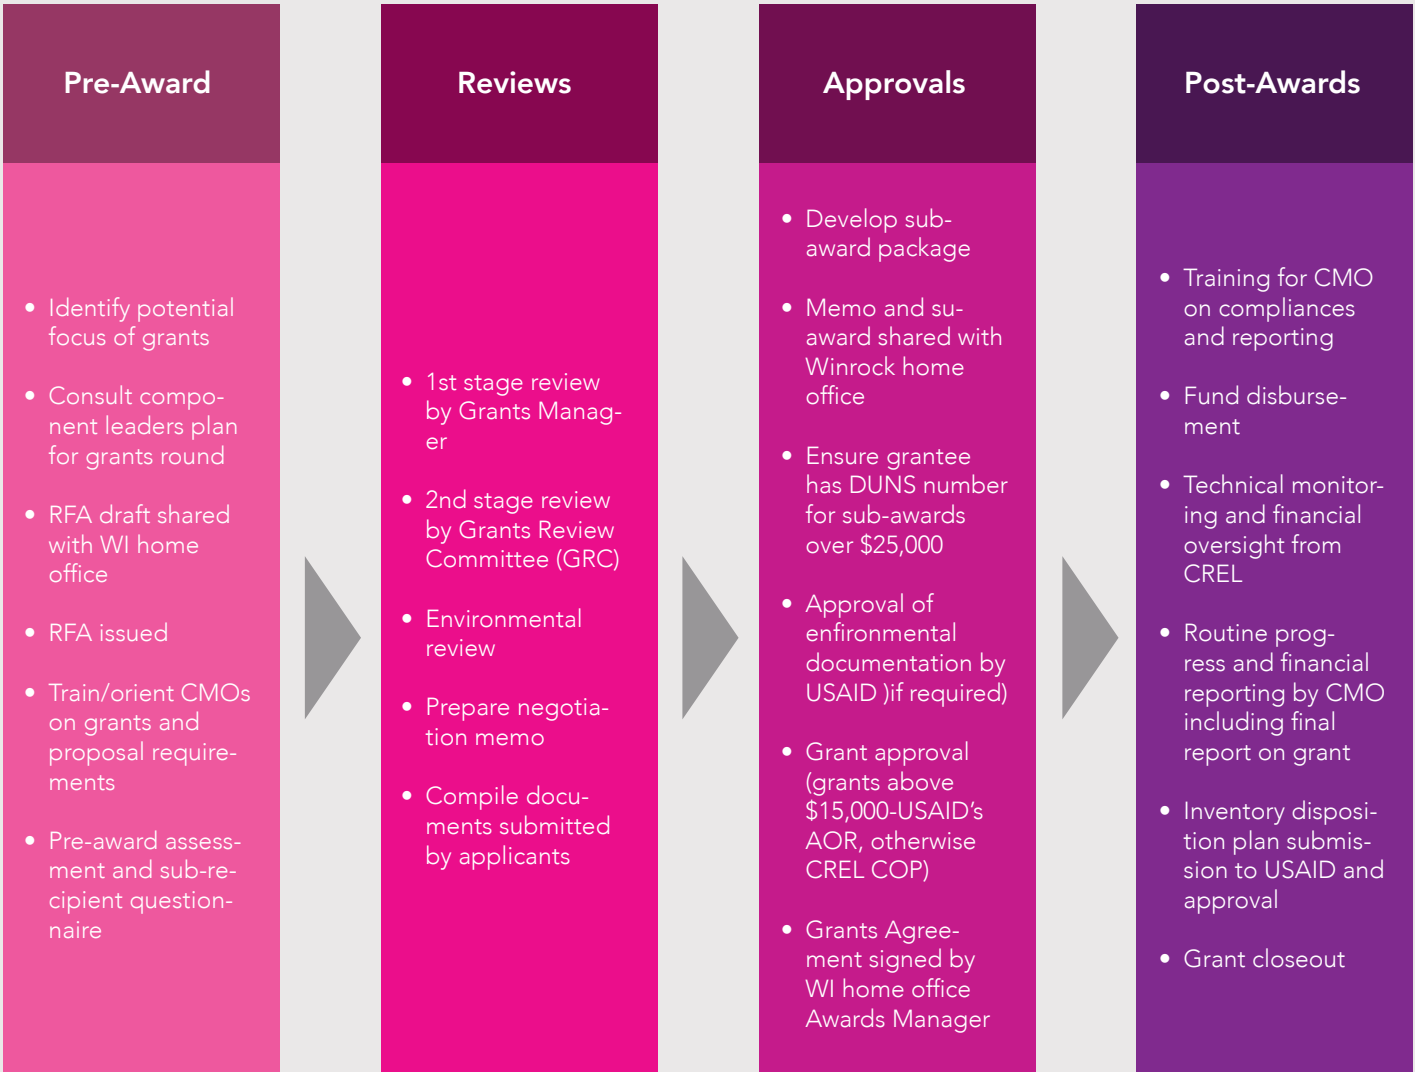 Pre-Award
• Identify potential
focus of grants
• Consult compo-
nent leaders plan
for grants round
• RFA draft shared
with WI home
office
• RFA issued
• Train/orient CMOs
on grants and
proposal require-
ments
• Pre-award assess-
ment and sub-re-
cipient question-
naire
Reviews
• 1st stage review
by Grants Manag-
er
• 2nd stage review
by Grants Review
Committee (GRC)
• Environmental
review
• Prepare negotia-
tion memo
• Compile docu-
ments submitted
by applicants
Approvals
• Develop sub-
award package
• Memo and su-
award shared with
Winrock home
office
• Ensure grantee
has DUNS number
for sub-awards
over $25,000
• Approval of
enfironmental
documentation by
USAID )if required)
• Grant approval
(grants above
$15,000-USAID’s
AOR, otherwise
CREL COP)
• Grants Agree-
ment signed by
WI home office
Awards Manager
Post-Awards
• Training for CMO
on compliances
and reporting
• Fund disburse-
ment
• Technical monitor-
ing and financial
oversight from
CREL
• Routine prog-
ress and financial
reporting by CMO
including final
report on grant
• Inventory disposi-
tion plan submis-
sion to USAID and
approval
• Grant closeout